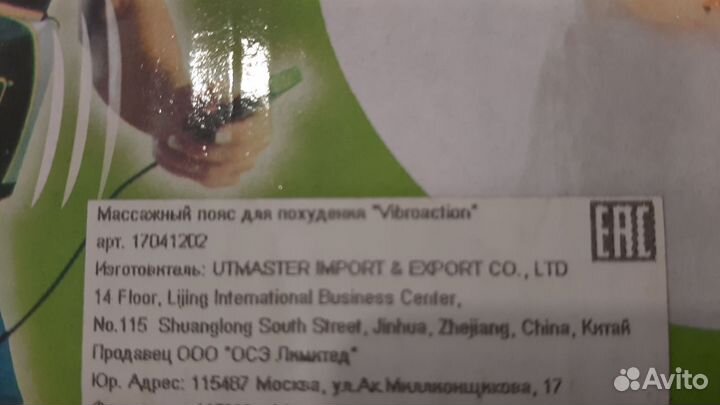 Массажный пояс для похудения "Vibroaction"
арт. 17041202
Изготовитель: UTMASTER IMPORT & EXPORT CO., LTD
14 Floor, Lijing International Business Center,
No.115 Shuanglong South Street, Jinhua, Zhejiang, China, Китай
Продавец ООО "ОСЭ Лимитед"
Юр. Адрес: 115487 Москва, ул.Ак.Миллионщикова, 17
EAC
Avito